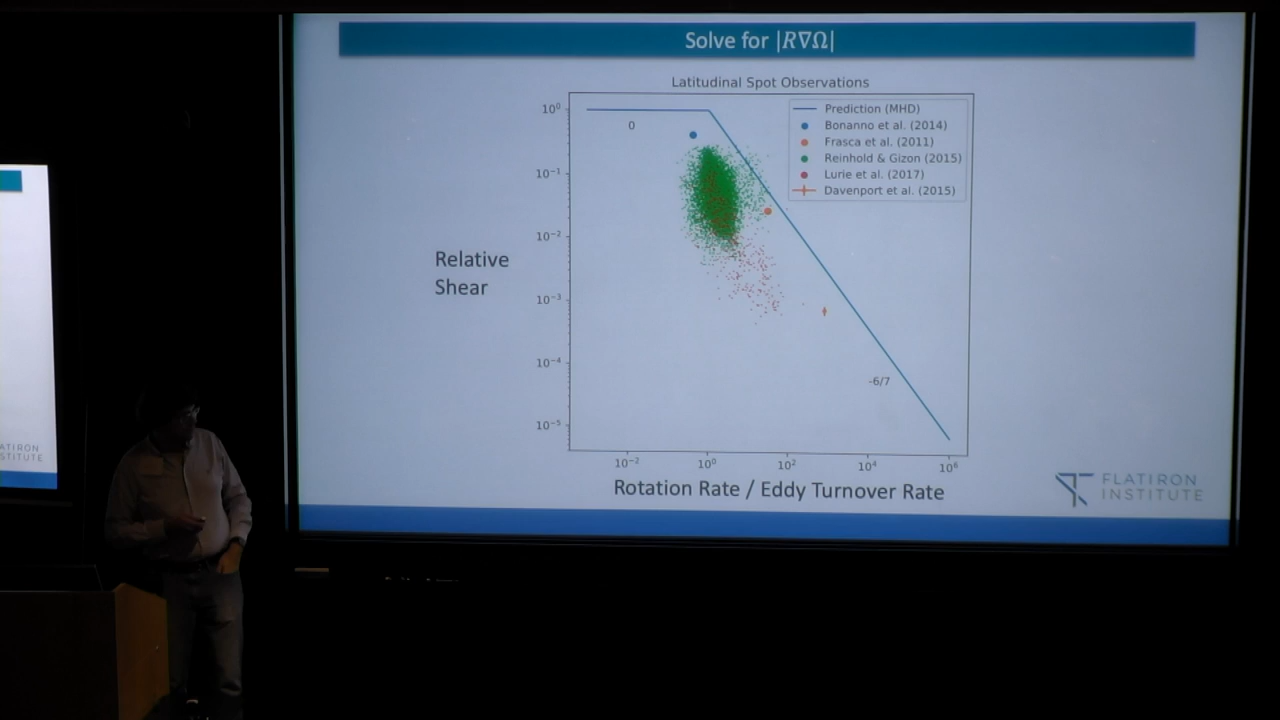 Solve for |R∇Ω|
Latitudinal Spot Observations
Prediction (MHD)
Bonanno et al. (2014)
Frasca et al. (2011)
Reinhold & Gizon (2015)
Lurie et al. (2017)
Davenport et al. (2015)
10⁰
10⁻¹
10⁻²
10⁻³
10⁻⁴
10⁻⁵
0
-6/7
Relative
Shear
10⁻²
10⁰
10²
10⁴
10⁶
Rotation Rate / Eddy Turnover Rate
FLATIRON
INSTITUTE
ATIRON
STITUTE